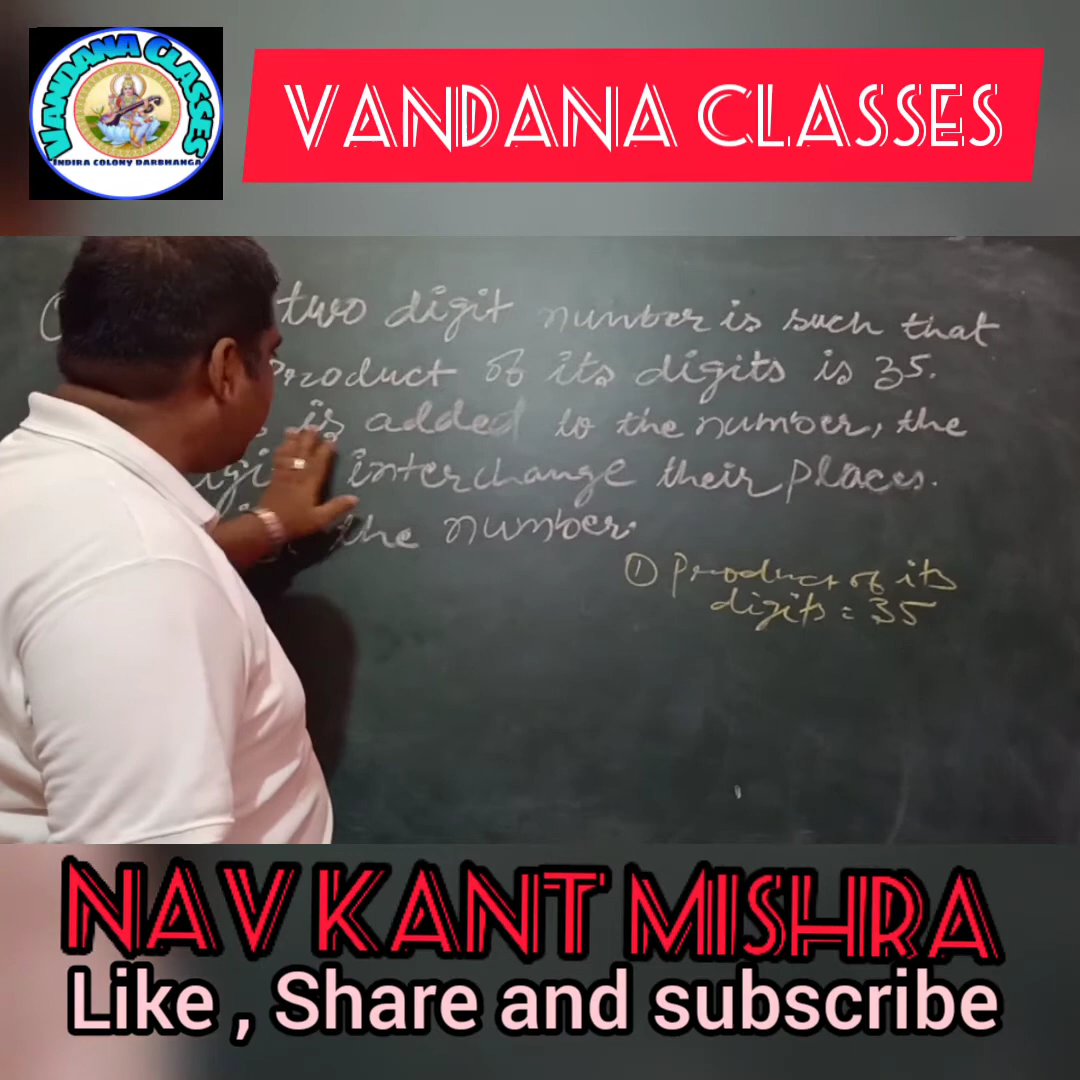 VANDANA CLASSES
INDIRA COLONY DARBHANGA
VANDANA CLASSES
two digit number is such that
Product of its digits is 35.
is added to the number, the
interchange their places.
the number.
① Product of its
digits = 35
NAV KANT MISHRA
Like , Share and subscribe